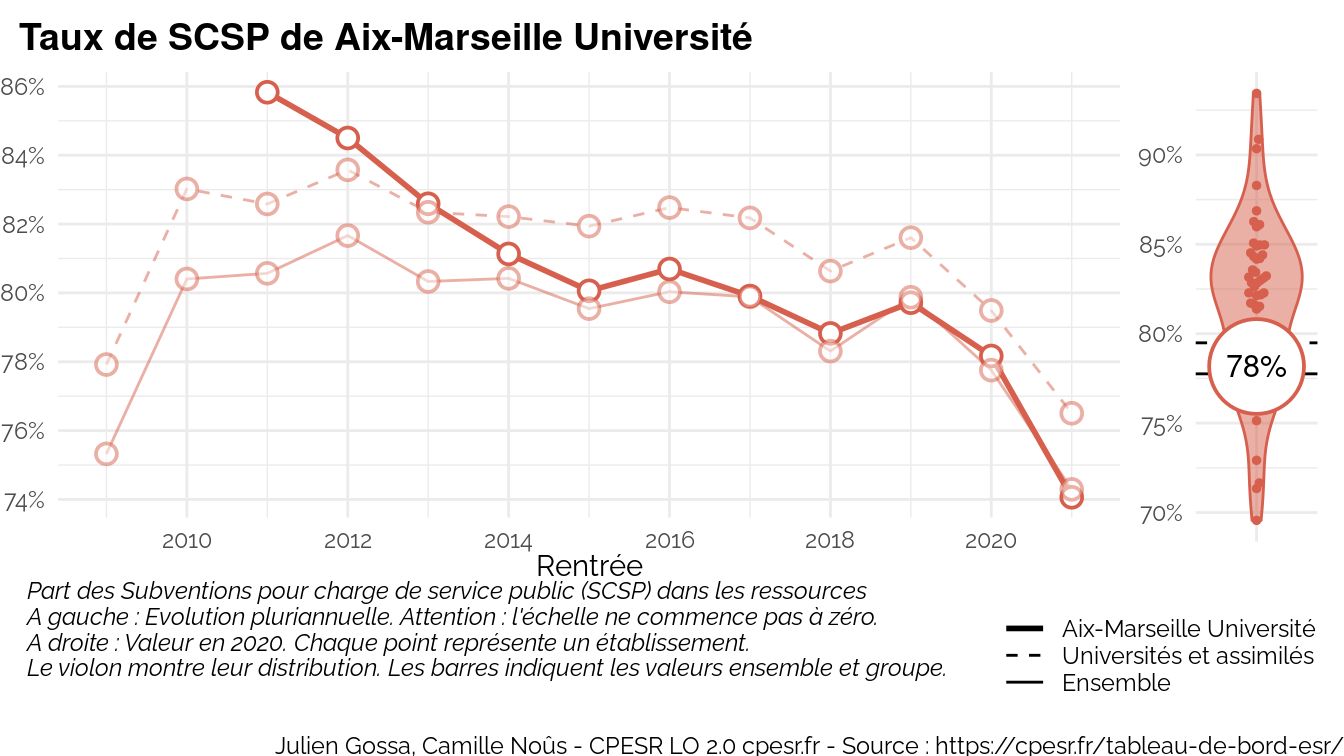 Taux de SCSP de Aix-Marseille Université
86%
84%
82%
80%
78%
76%
74%
2010 2012 2014 2016 2018 2020
Rentrée
90%
85%
80%
75%
70%
78%
Part des Subventions pour charge de service public (SCSP) dans les ressources
A gauche : Evolution pluriannuelle. Attention : l'échelle ne commence pas à zéro.
A droite : Valeur en 2020. Chaque point représente un établissement.
Le violon montre leur distribution. Les barres indiquent les valeurs ensemble et groupe.
Aix-Marseille Université
Universités et assimilés
Ensemble
Julien Gossa, Camille Noûs - CPESR LO 2.0 cpesr.fr - Source : https://cpesr.fr/tableau-de-bord-esr/